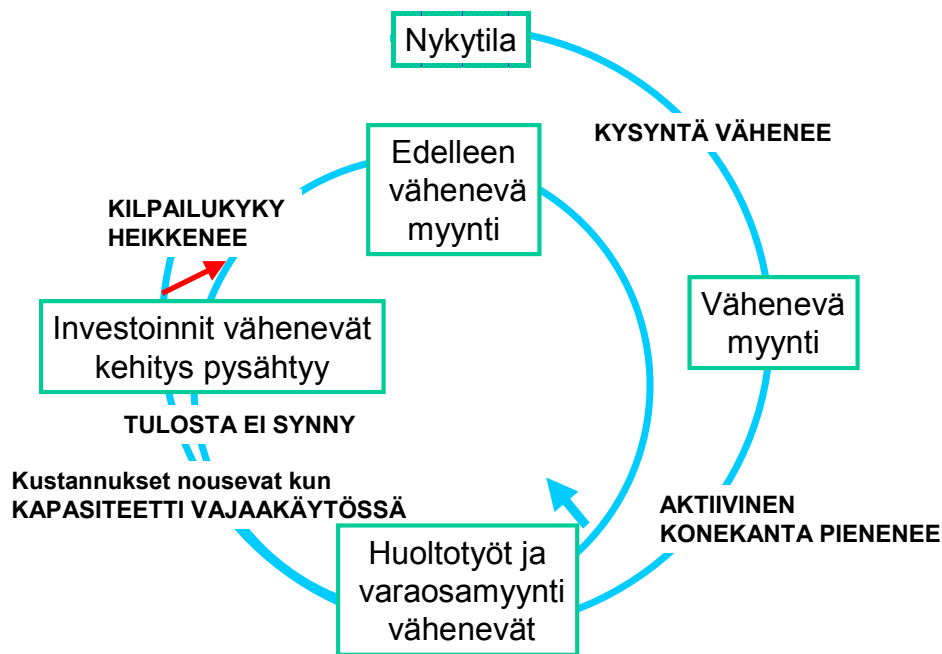 Nykytila
KYSYNTÄ VÄHENEE
Edelleen
vähenevä
myynti
KILPAILUKYKY
HEIKKENEE
Vähenevä
myynti
Investoinnit vähenevät
kehitys pysähtyy
TULOSTA EI SYNNY
Kustannukset nousevat kun
KAPASITEETTI VAJAAKÄYTÖSSÄ
AKTIIVINEN
KONEKANTA PIENENEE
Huoltotyöt ja
varaosamyynti
vähenevät